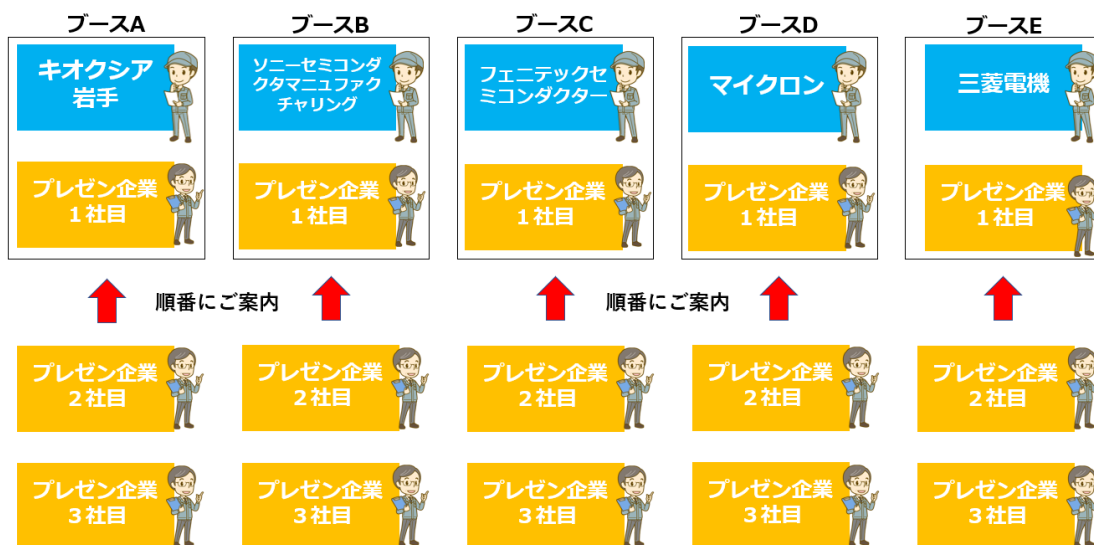 ブースA
ブースB
ブースC
ブースD
ブースE
キオクシア
岩手
ソニーセミコンダ
クタマニュファク
チャリング
フェニテックセ
ミコンダクター
マイクロン
三菱電機
プレゼン企業
1社目
プレゼン企業
1社目
プレゼン企業
1社目
プレゼン企業
1社目
プレゼン企業
1社目
順番にご案内
順番にご案内
プレゼン企業
2社目
プレゼン企業
2社目
プレゼン企業
2社目
プレゼン企業
2社目
プレゼン企業
2社目
プレゼン企業
3社目
プレゼン企業
3社目
プレゼン企業
3社目
プレゼン企業
3社目
プレゼン企業
3社目